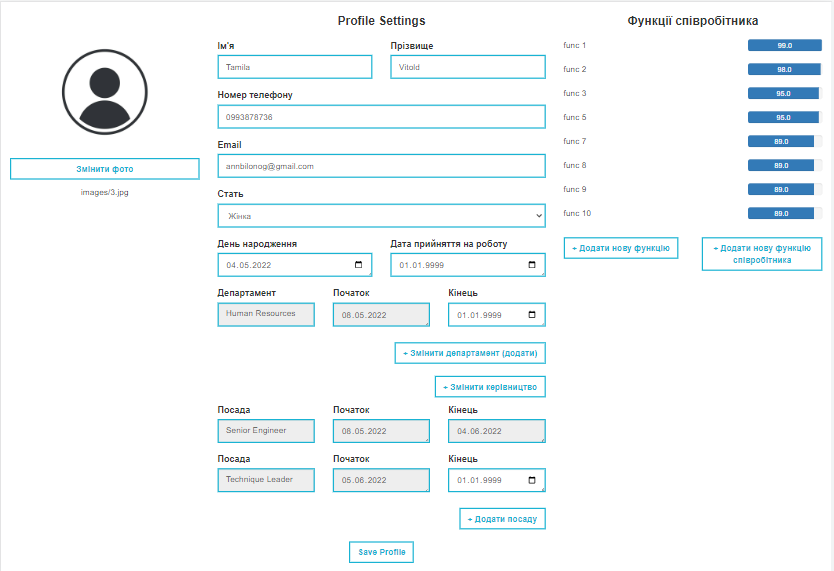 Profile Settings
Функції співробітника
Змінити фото
images/3.jpg
Ім'я Прізвище
Tamila Vitold
Номер телефону
0993878736
Email
annbilonog@gmail.com
Стать
Жінка
День народження Дата прийняття на роботу
04.05.2022 01.01.9999
Департамент Початок Кінець
Human Resources 08.05.2022 01.01.9999
+ Змінити департамент (додати)
+ Змінити керівництво
Посада Початок Кінець
Senior Engineer 08.05.2022 04.06.2022
Посада Початок Кінець
Technique Leader 05.06.2022 01.01.9999
+ Додати посаду
Save Profile
func 1 99.0
func 2 98.0
func 3 95.0
func 5 95.0
func 7 89.0
func 8 89.0
func 9 89.0
func 10 89.0
+ Додати нову функцію
+ Додати нову функцію
співробітника